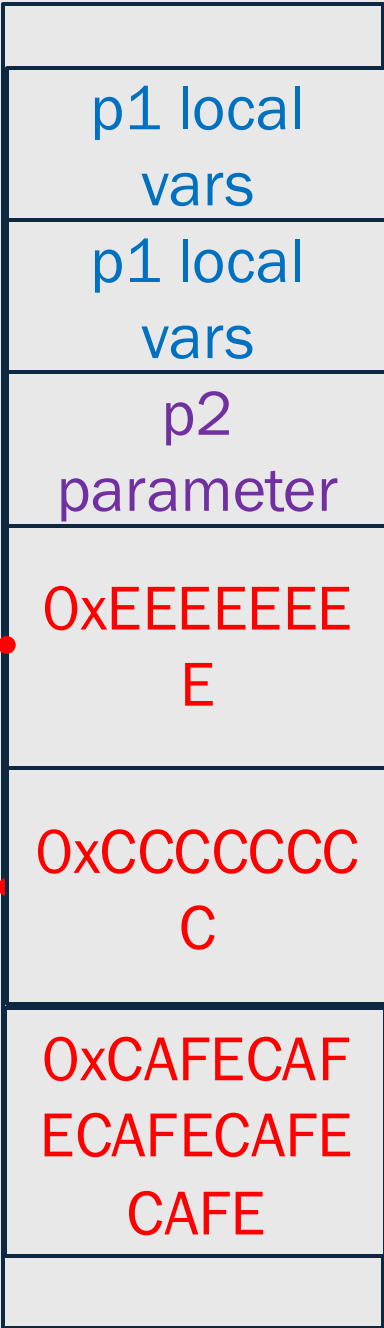 p1 local
vars
p1 local
vars
p2
parameter
0xEEEEEEE
E
0xCCCCCCC
C
0xCAFECAF
ECAFECAFE
CAFE